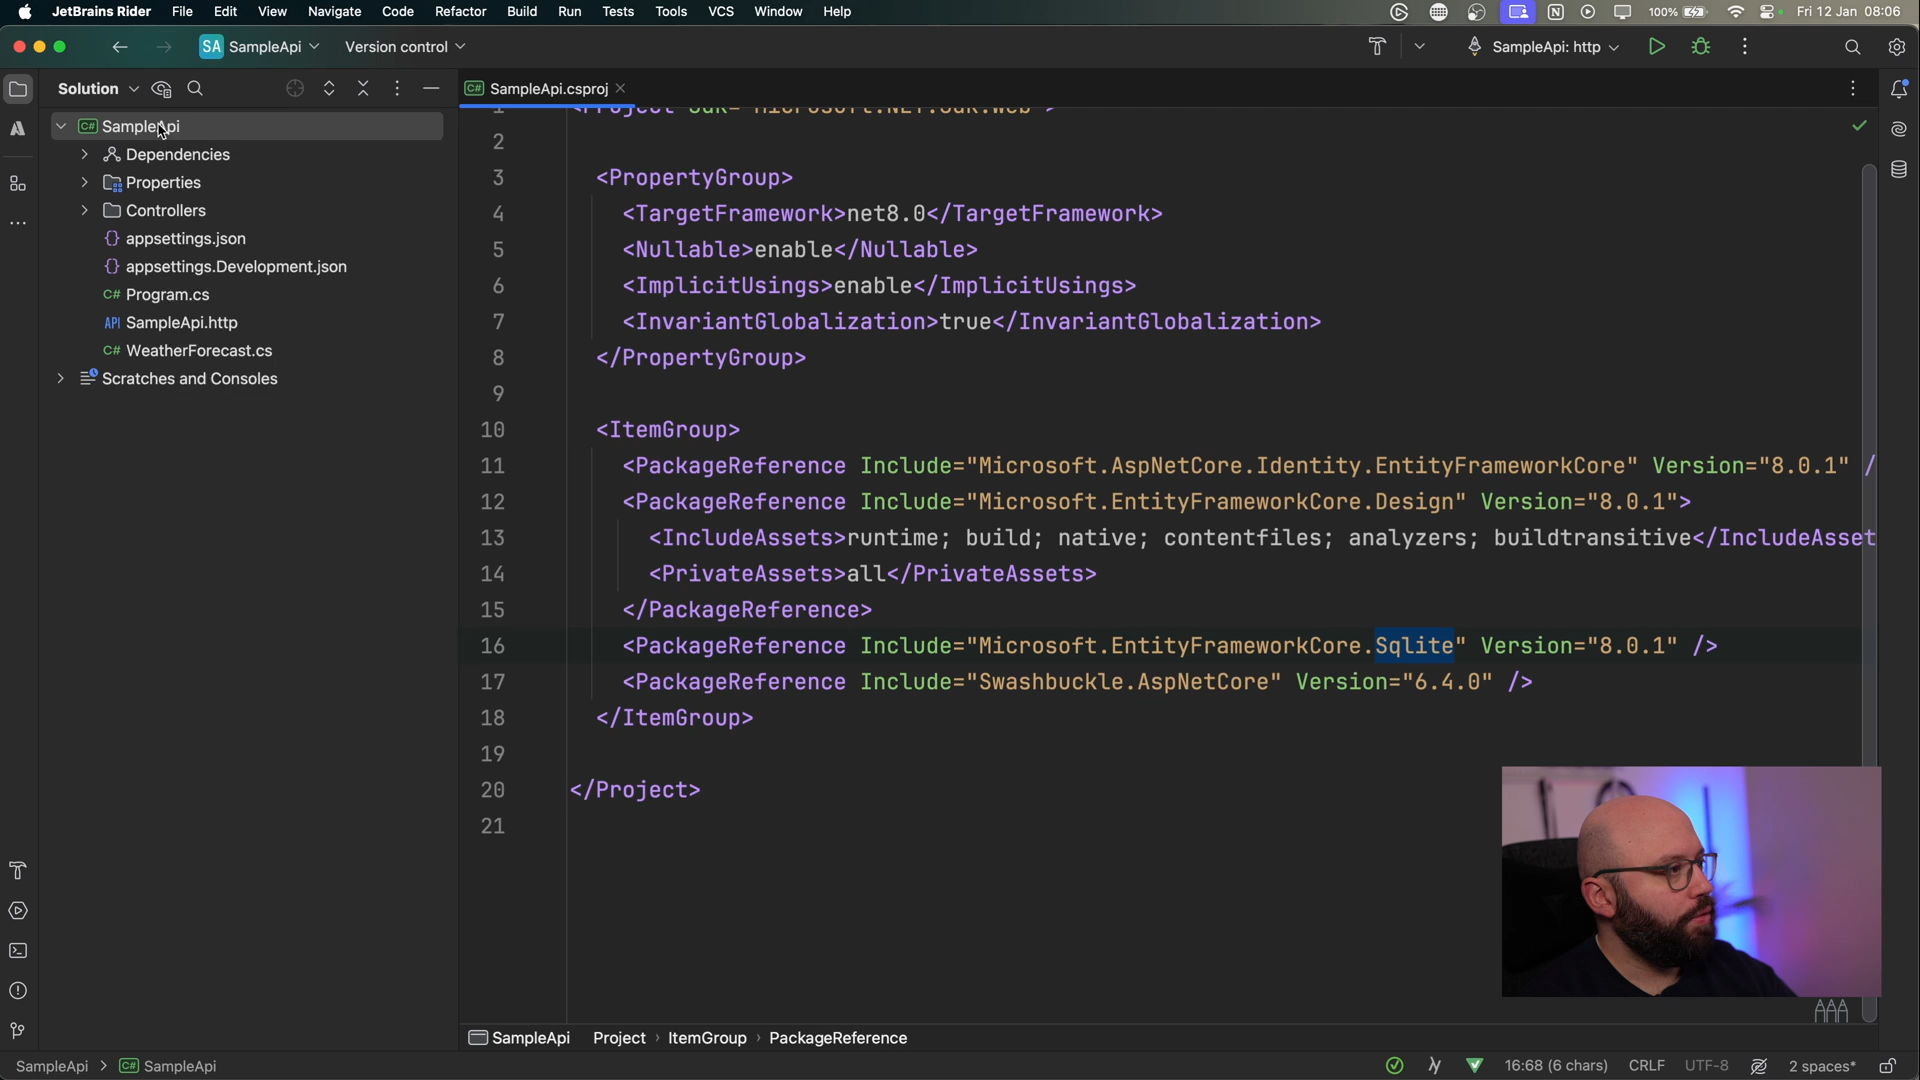 JetBrains Rider File Edit View Navigate Code Refactor Build Run Tests Tools VCS Window Help 100% Fri 12 Jan 08:06
SA SampleApi Version control SampleApi: http
Solution
C# SampleApi.csproj
C# SampleApi
Dependencies
Properties
Controllers
{} appsettings.json
{} appsettings.Development.json
C# Program.cs
API SampleApi.http
C# WeatherForecast.cs
Scratches and Consoles
1 <Project Sdk="Microsoft.NET.Sdk.Web">
2
3 <PropertyGroup>
4 <TargetFramework>net8.0</TargetFramework>
5 <Nullable>enable</Nullable>
6 <ImplicitUsings>enable</ImplicitUsings>
7 <InvariantGlobalization>true</InvariantGlobalization>
8 </PropertyGroup>
9
10 <ItemGroup>
11 <PackageReference Include="Microsoft.AspNetCore.Identity.EntityFrameworkCore" Version="8.0.1" /
12 <PackageReference Include="Microsoft.EntityFrameworkCore.Design" Version="8.0.1">
13 <IncludeAssets>runtime; build; native; contentfiles; analyzers; buildtransitive</IncludeAsset
14 <PrivateAssets>all</PrivateAssets>
15 </PackageReference>
16 <PackageReference Include="Microsoft.EntityFrameworkCore.Sqlite" Version="8.0.1" />
17 <PackageReference Include="Swashbuckle.AspNetCore" Version="6.4.0" />
18 </ItemGroup>
19
20 </Project>
21
SampleApi Project › ItemGroup › PackageReference
SampleApi > C# SampleApi 16:68 (6 chars) CRLF UTF-8 2 spaces*